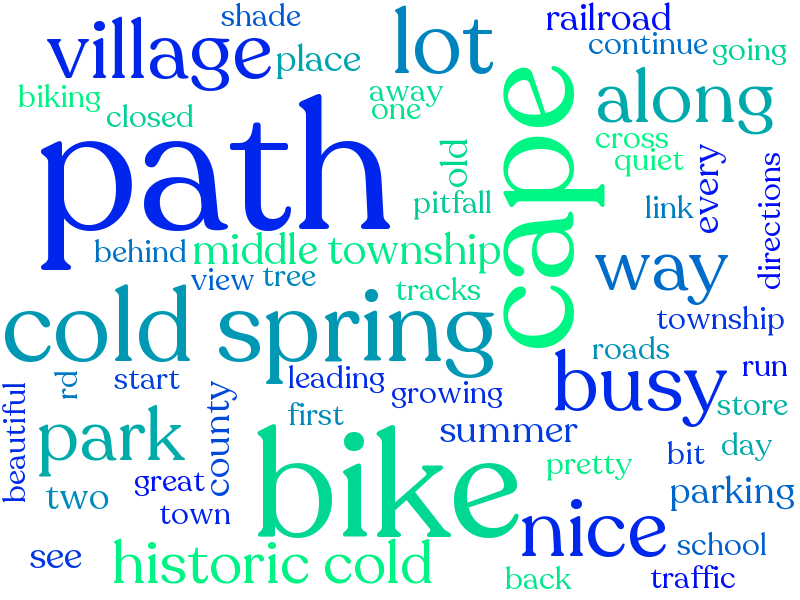 shade
railroad
village
place
lot
continue
going
biking
closed
away
one
along
path
cape
cross
quiet
old
every
directions
pitfall
link
behind
middle township
view
tree
way
tracks
cold spring
township
roads
beautiful
rd
start
leading
growing
busy
run
store
county
first
park
summer
bike
bit
day
two
great
pretty
parking
town
nice
see
historic cold
school
back
traffic